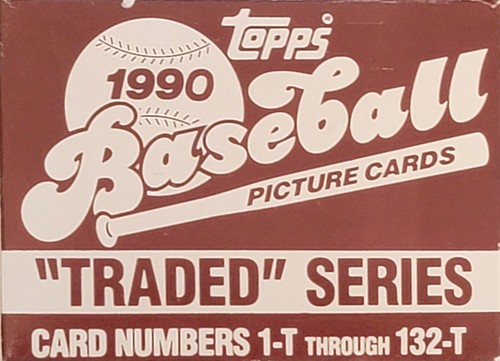 TOPPS®
1990
Baseball
PICTURE CARDS
"TRADED" SERIES
CARD NUMBERS 1-T THROUGH 132-T